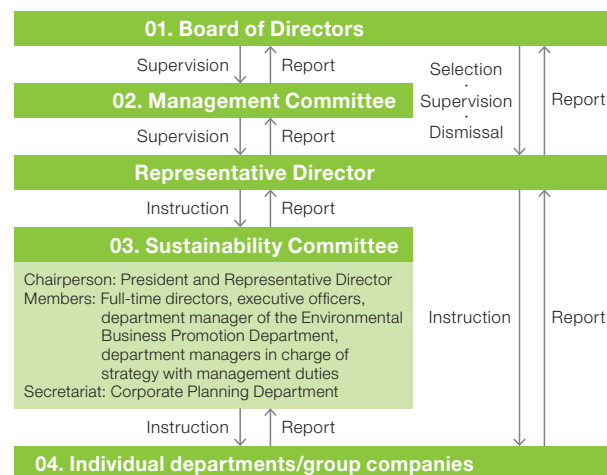 01. Board of Directors
Supervision
Report
Selection
·
Supervision
·
Dismissal
Report
02. Management Committee
Supervision
Report
Representative Director
Instruction
Report
03. Sustainability Committee
Chairperson: President and Representative Director
Members: Full-time directors, executive officers,
department manager of the Environmental
Business Promotion Department,
department managers in charge of
strategy with management duties
Secretariat: Corporate Planning Department
Instruction
Report
Instruction
Report
04. Individual departments/group companies